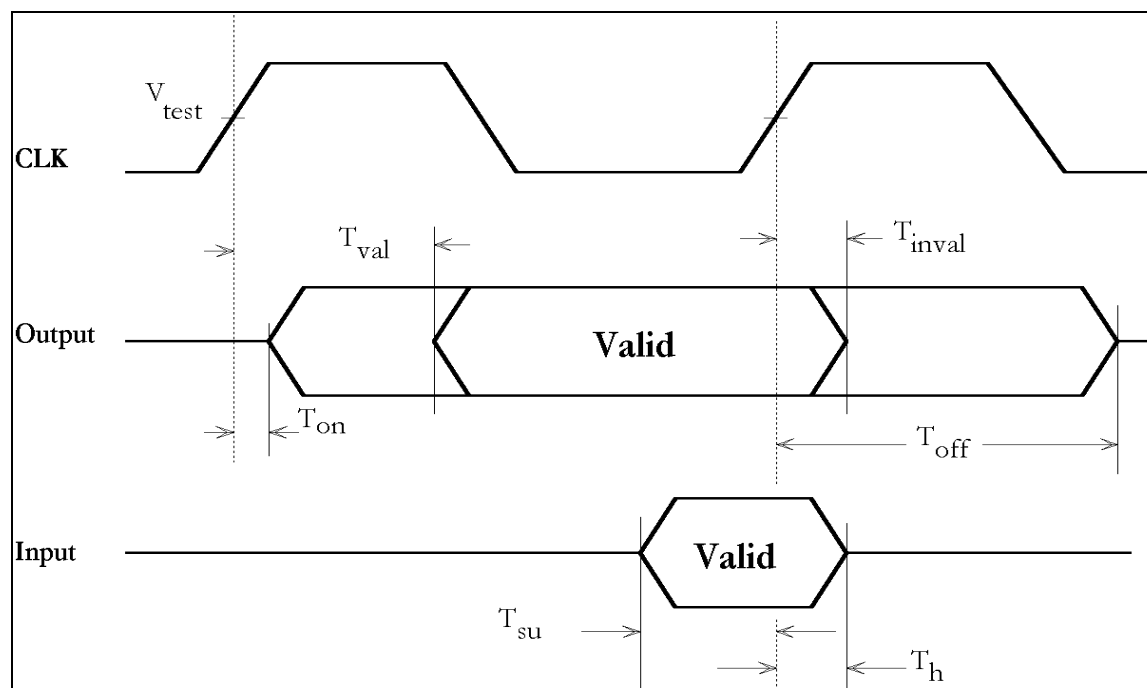 V_test
CLK
T_val
T_inval
Output
Valid
T_on
T_off
Input
Valid
T_su
T_h